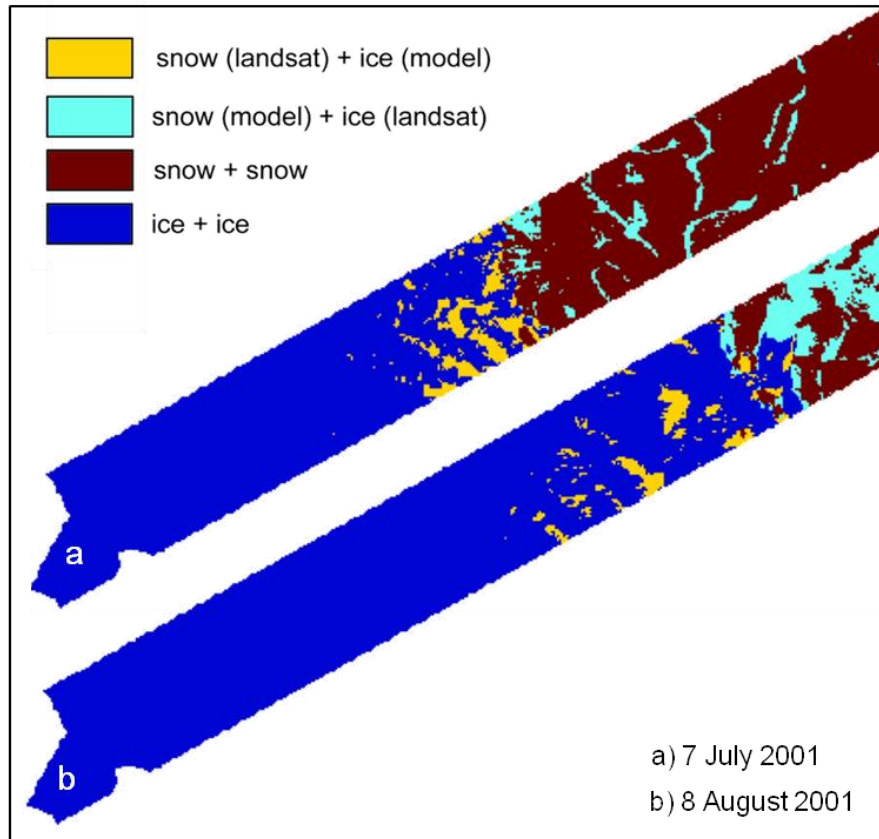 snow (landsat) + ice (model)
snow (model) + ice (landsat)
snow + snow
ice + ice
a
b
a) 7 July 2001
b) 8 August 2001